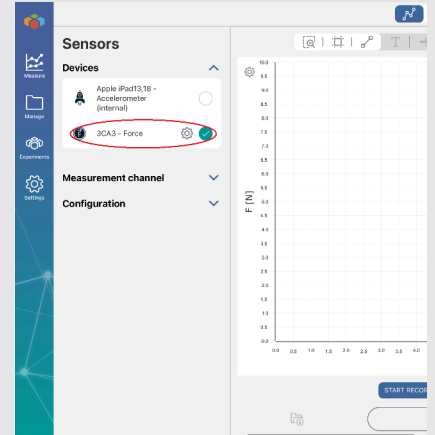 Sensors
Devices
Apple iPad13,18 -
Accelerometer
(internal)
3CA3 - Force
Measurement channel
Configuration
Measure
Manage
Experiments
Settings
T
F [N]
10.0
9.5
9.0
8.5
8.0
7.5
7.0
6.5
6.0
5.5
5.0
4.5
4.0
3.5
3.0
2.5
2.0
1.5
1.0
0.5
0.0
0.0 0.5 1.0 1.5 2.0 2.5 3.0 3.5 4.0
START RECOR